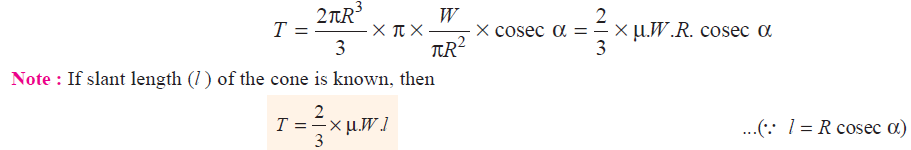 T = 2πR³/3 × π × W/πR² × cosec α = 2/3 × μ.W.R. cosec α
Note : If slant length (l ) of the cone is known, then
T = 2/3 × μ.W.l ...(∵ l = R cosec α)